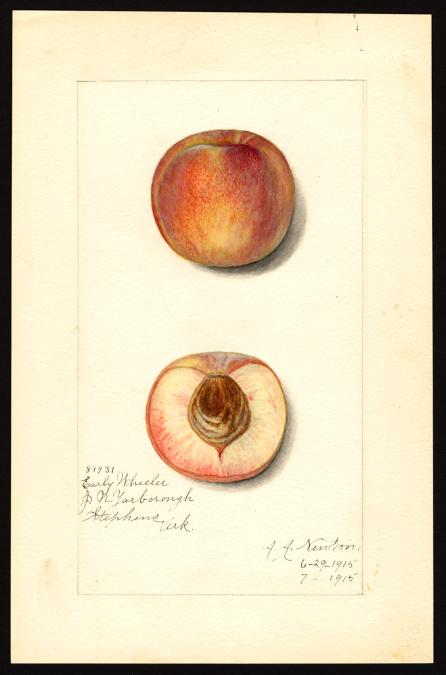 81931
Early Wheeler
J. N. Yarborough
Stephens, Ark.
A. A. Newton.
6-29-1915
7- 1915